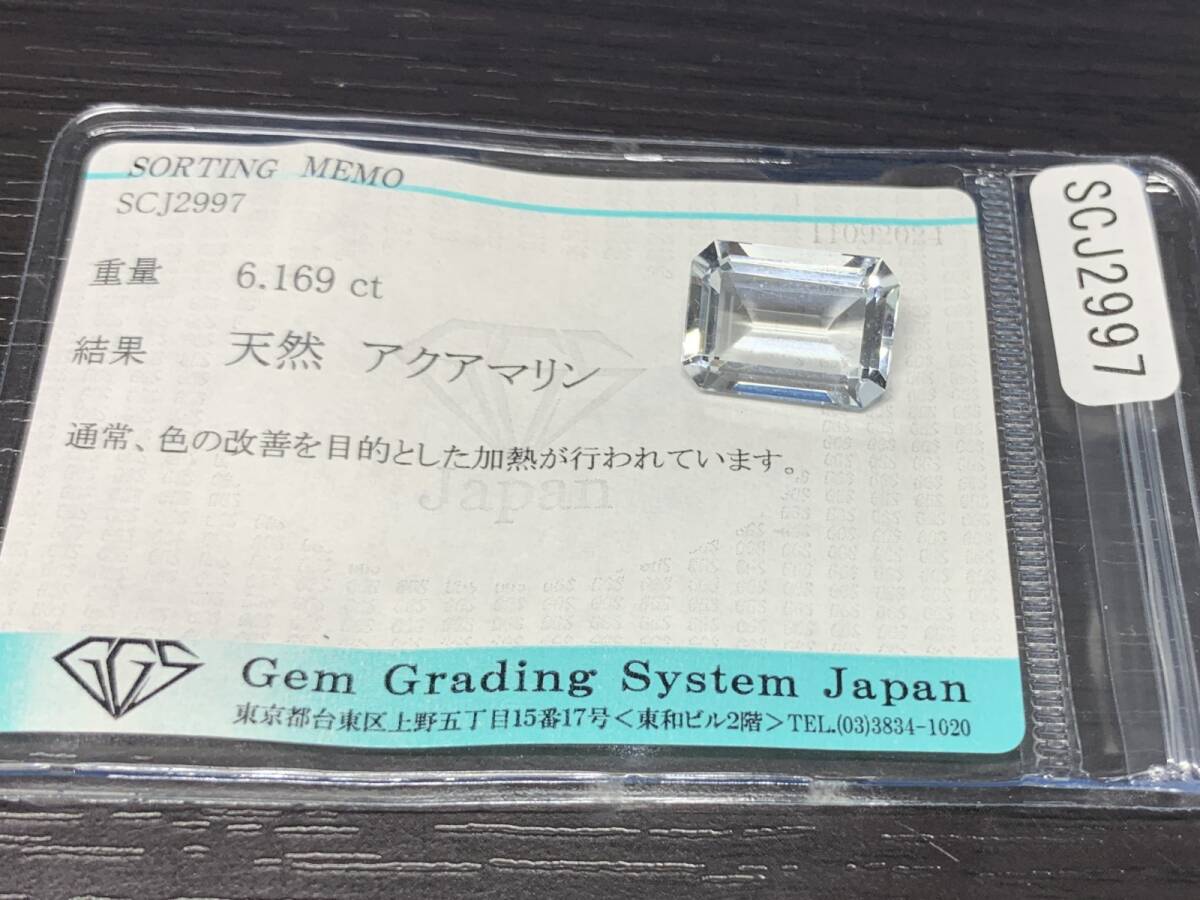 SORTING MEMO
SCJ2997
11092024
重量 6.169 ct
結果 天然 アクアマリン
通常、色の改善を目的とした加熱が行われています。
Japan
GGS
Gem Grading System Japan
東京都台東区上野五丁目15番17号<東和ビル2階>TEL.(03)3834-1020
SCJ2997